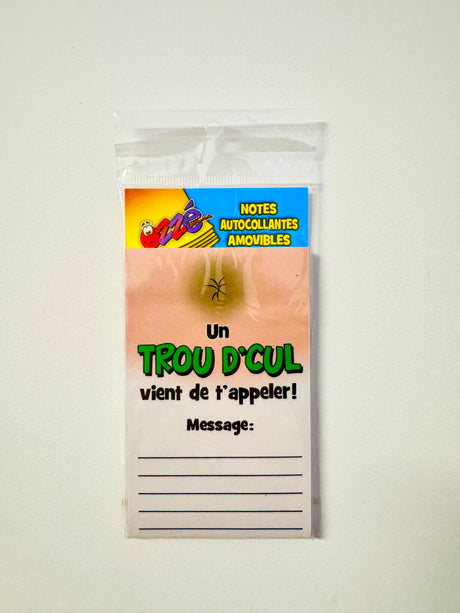 OZZÉ
NOTES
AUTOCOLLANTES
AMOVIBLES
Un
TROU D'CUL
vient de t'appeler!
Message: